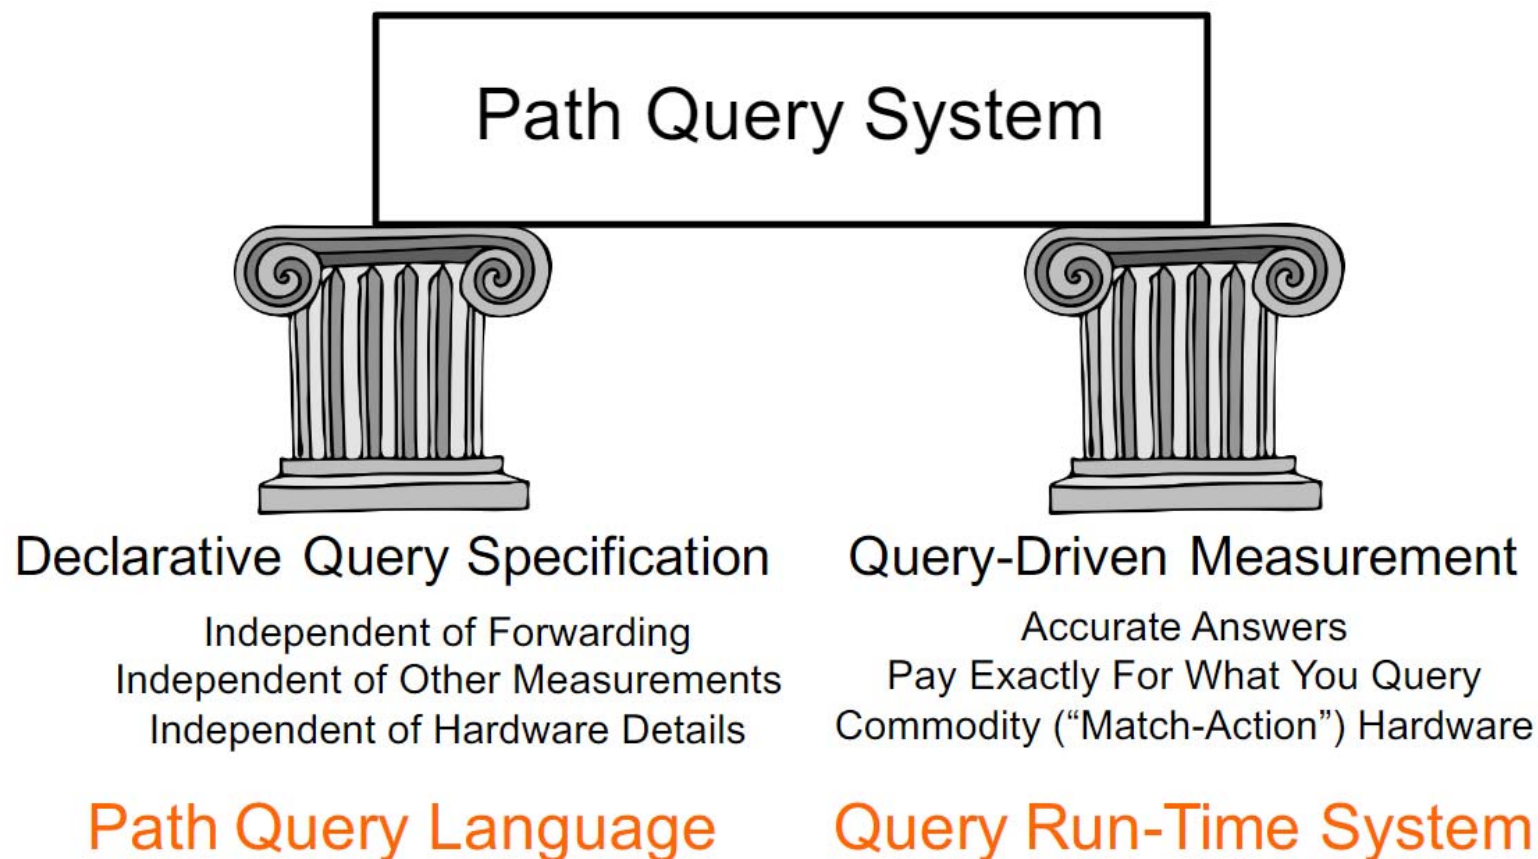 Path Query System
Declarative Query Specification
Independent of Forwarding
Independent of Other Measurements
Independent of Hardware Details
Path Query Language
Query-Driven Measurement
Accurate Answers
Pay Exactly For What You Query
Commodity (“Match-Action”) Hardware
Query Run-Time System